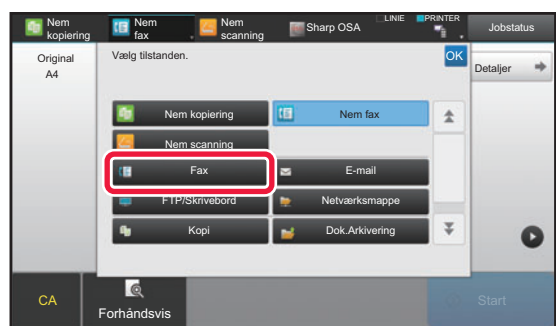 Nem kopiering
Nem fax
Nem scanning
Sharp OSA
LINIE
PRINTER
Jobstatus
Original
A4
Vælg tilstanden.
OK
Detaljer
Nem kopiering
Nem fax
Nem scanning
Fax
E-mail
FTP/Skrivebord
Netværksmappe
Kopi
Dok.Arkivering
CA
Forhåndsvis
Start